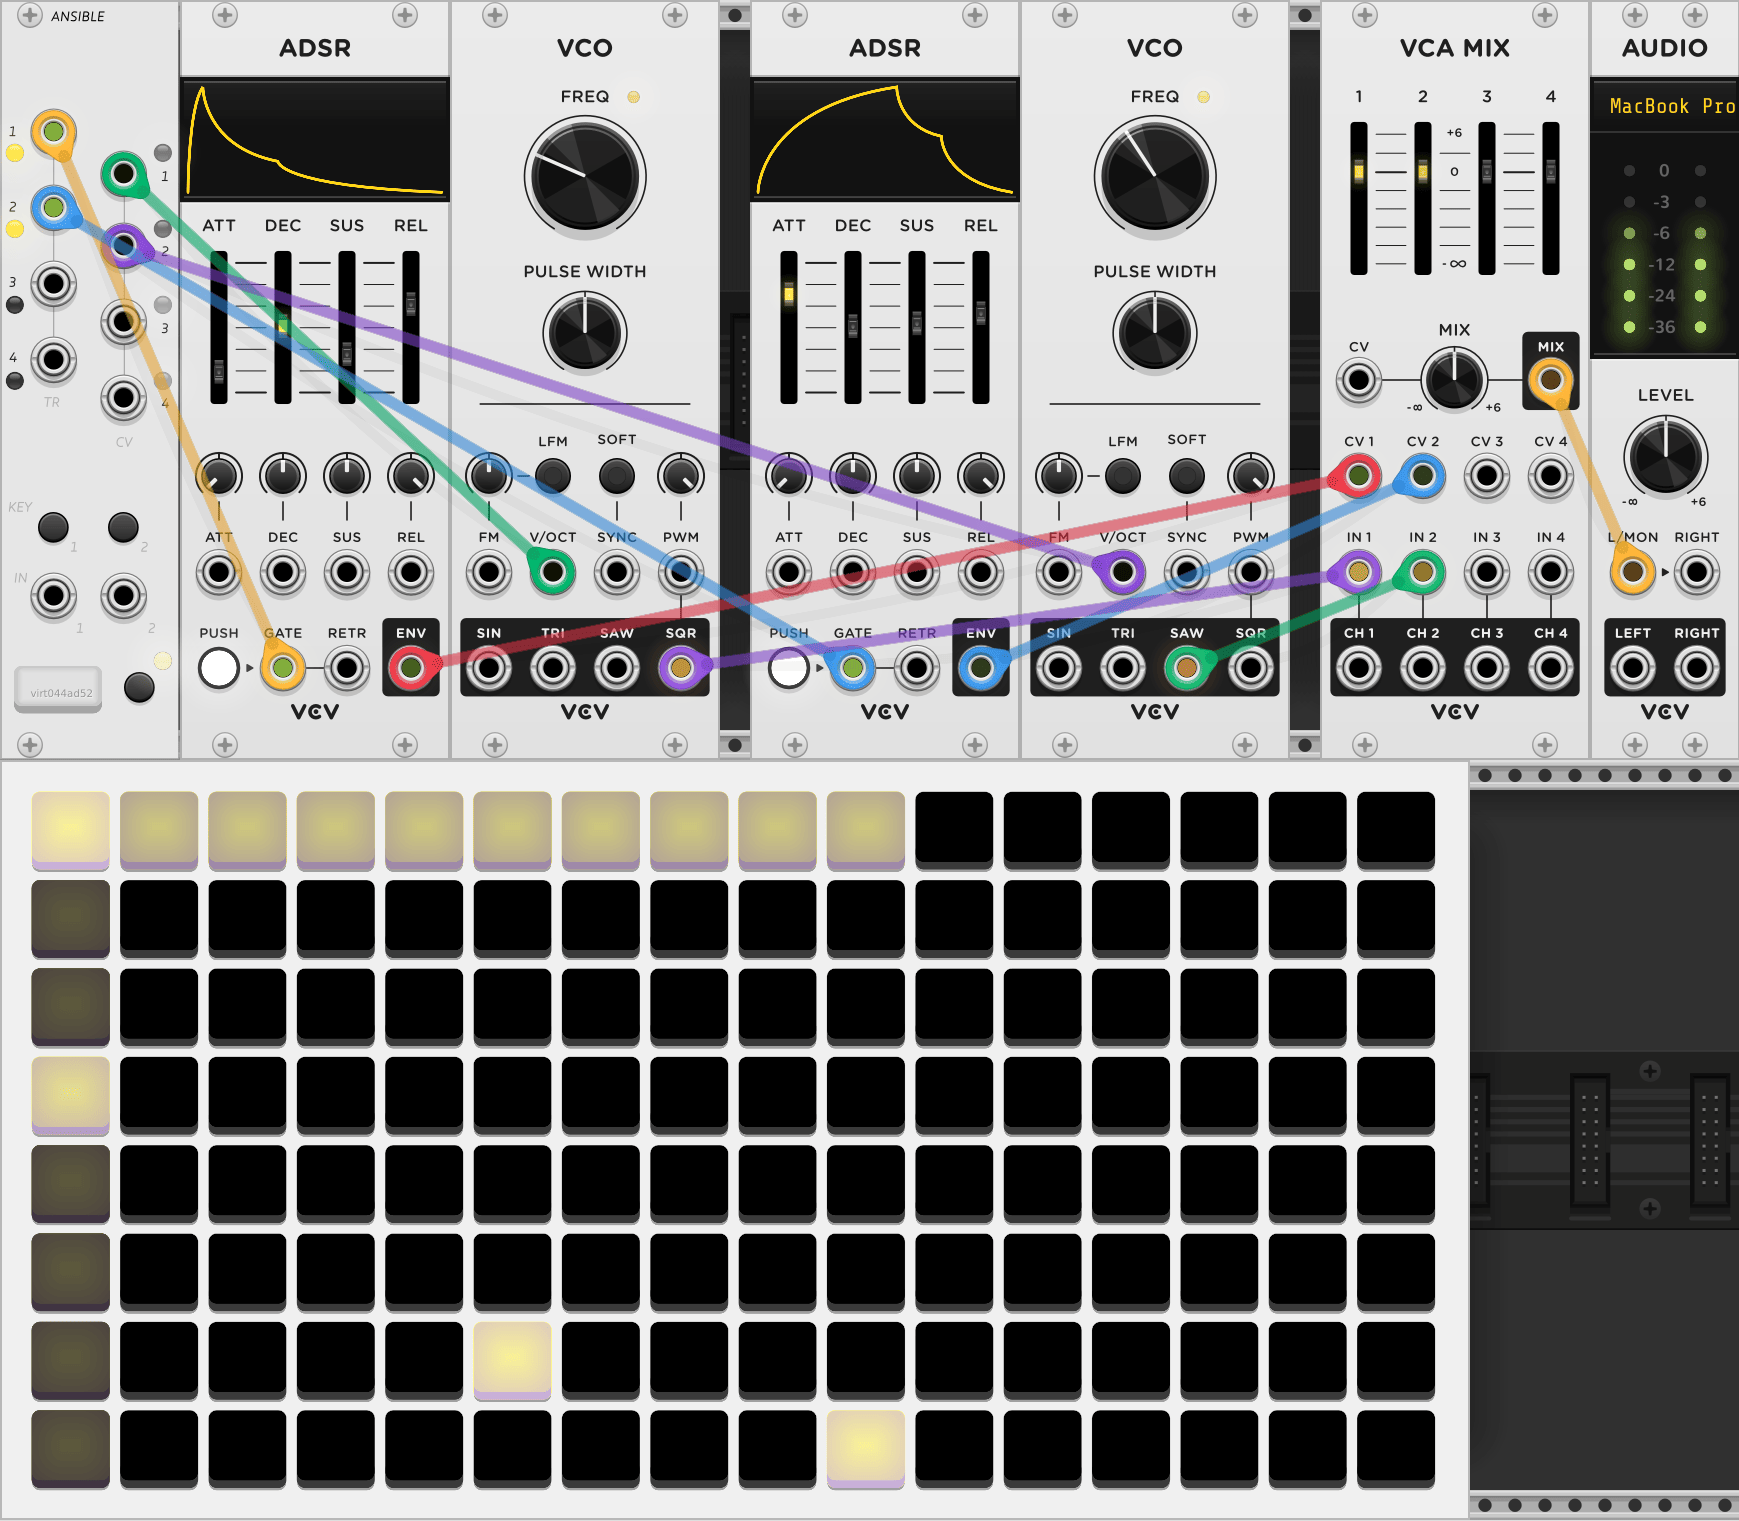 ANSIBLE
1
2
3
4
TR
1
2
3
4
CV
KEY
1
2
IN
1
2
virt044ad52
ADSR
ATT DEC SUS REL
ATT DEC SUS REL
PUSH GATE RETR ENV
VCV
VCO
FREQ
PULSE WIDTH
LFM SOFT
FM V/OCT SYNC PWM
SIN TRI SAW SQR
VCV
ADSR
ATT DEC SUS REL
ATT DEC SUS REL
PUSH GATE RETR ENV
VCV
VCO
FREQ
PULSE WIDTH
LFM SOFT
FM V/OCT SYNC PWM
SIN TRI SAW SQR
VCV
VCA MIX
1 2 3 4
+6
0
-∞
MIX
CV MIX
-∞ +6
CV 1 CV 2 CV 3 CV 4
IN 1 IN 2 IN 3 IN 4
CH 1 CH 2 CH 3 CH 4
VCV
AUDIO
MacBook Pro
0
-3
-6
-12
-24
-36
LEVEL
-∞ +6
L/MON RIGHT
LEFT RIGHT
VCV